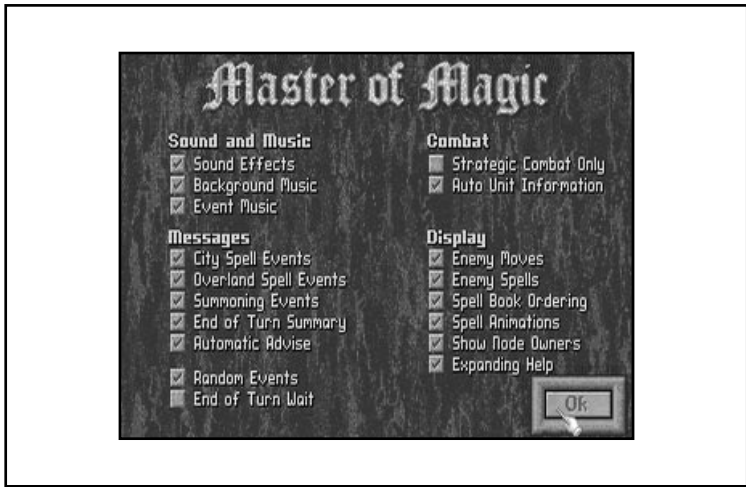 Master of Magic
Sound and Music
Sound Effects
Background Music
Event Music
Messages
City Spell Events
Overland Spell Events
Summoning Events
End of Turn Summary
Automatic Advise
Random Events
End of Turn Wait
Combat
Strategic Combat Only
Auto Unit Information
Display
Enemy Moves
Enemy Spells
Spell Book Ordering
Spell Animations
Show Node Owners
Expanding Help
Ok